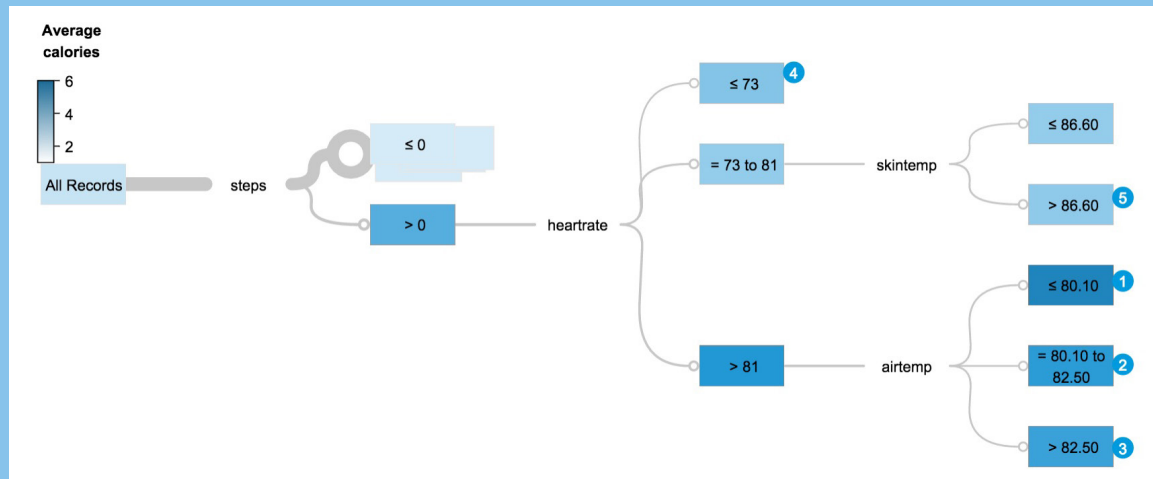 Average
calories
6
4
2
All Records
steps
≤ 0
> 0
heartrate
≤ 73
4
= 73 to 81
skintemp
≤ 86.60
> 86.60
5
> 81
airtemp
≤ 80.10
1
= 80.10 to
82.50
2
> 82.50
3